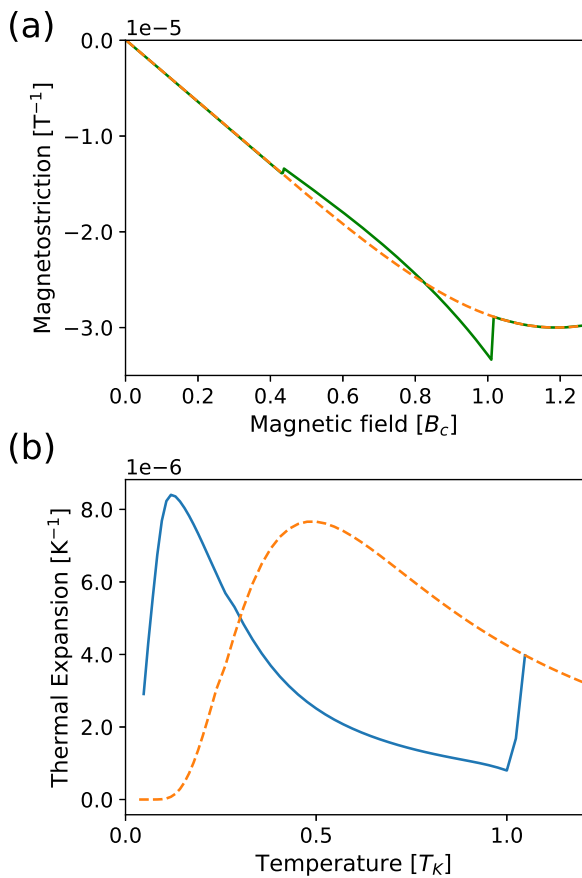 (a)
1e−5
0.0
−1.0
−2.0
−3.0
Magnetostriction [T⁻¹]
0.0 0.2 0.4 0.6 0.8 1.0 1.2
Magnetic field [B_c]
(b)
1e−6
8.0
6.0
4.0
2.0
0.0
Thermal Expansion [K⁻¹]
0.0 0.5 1.0
Temperature [T_K]